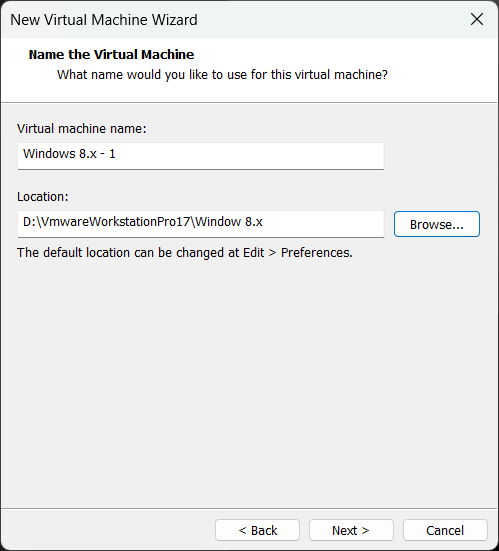 New Virtual Machine Wizard
Name the Virtual Machine
What name would you like to use for this virtual machine?
Virtual machine name:
Windows 8.x - 1
Location:
D:\VmwareWorkstationPro17\Window 8.x
Browse...
The default location can be changed at Edit > Preferences.
< Back
Next >
Cancel